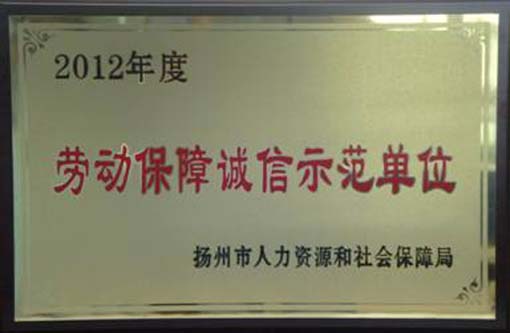 2012年度
劳动保障诚信示范单位
扬州市人力资源和社会保障局